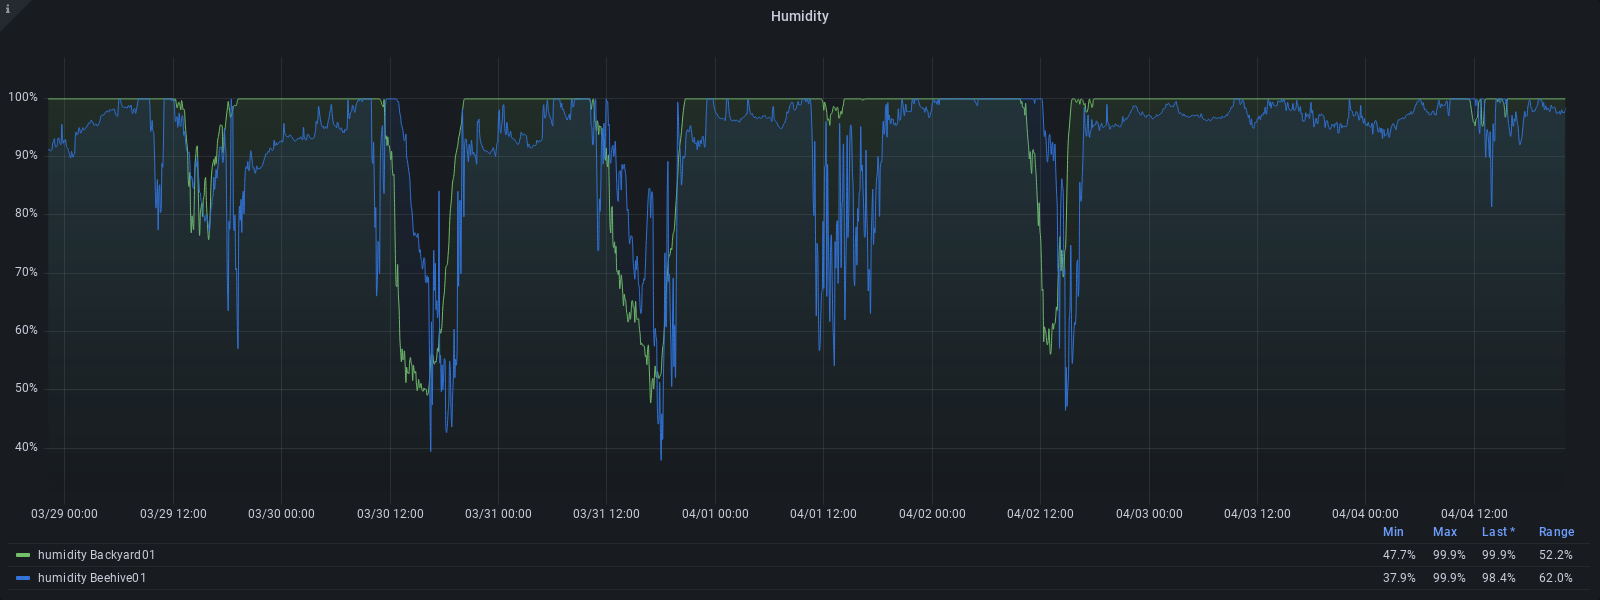 i
Humidity
100%
90%
80%
70%
60%
50%
40%
03/29 00:00 03/29 12:00 03/30 00:00 03/30 12:00 03/31 00:00 03/31 12:00 04/01 00:00 04/01 12:00 04/02 00:00 04/02 12:00 04/03 00:00 04/03 12:00 04/04 00:00 04/04 12:00
Min Max Last * Range
humidity Backyard01 47.7% 99.9% 99.9% 52.2%
humidity Beehive01 37.9% 99.9% 98.4% 62.0%